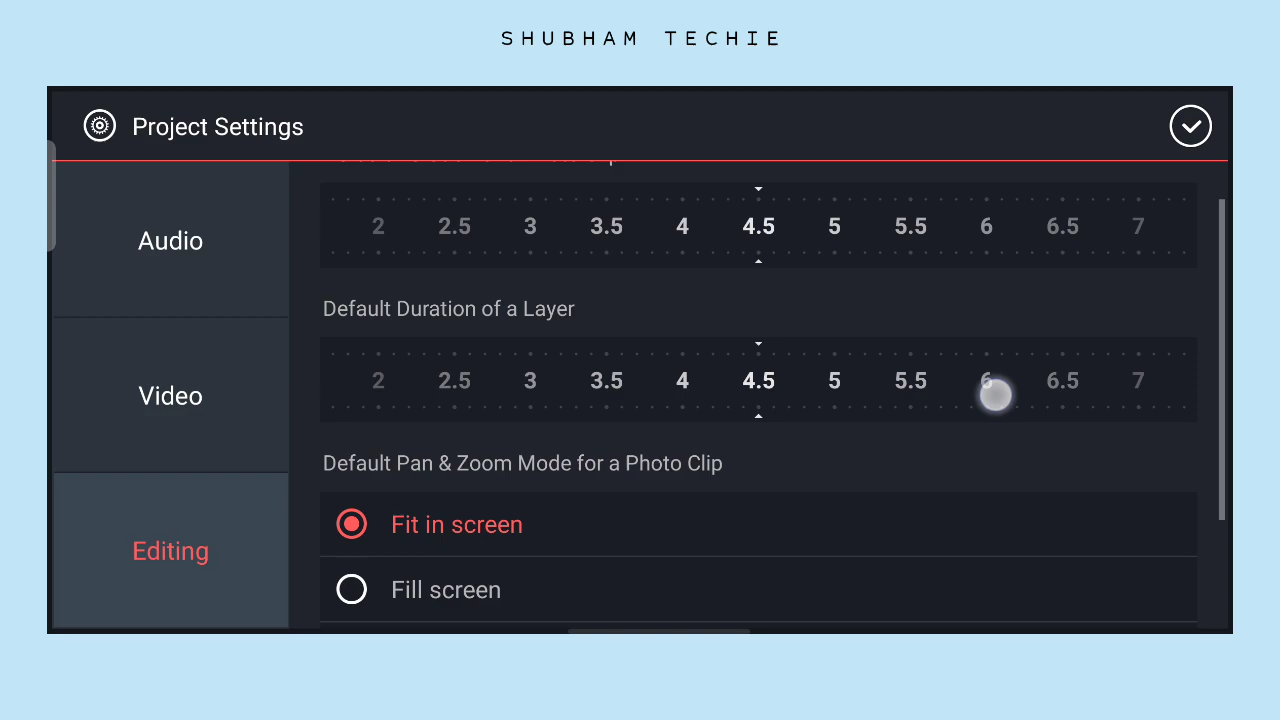 SHUBHAM TECHIE
Project Settings
Audio
2 2.5 3 3.5 4 4.5 5 5.5 6 6.5 7
Default Duration of a Layer
Video
2 2.5 3 3.5 4 4.5 5 5.5 6 6.5 7
Default Pan & Zoom Mode for a Photo Clip
Editing
Fit in screen
Fill screen